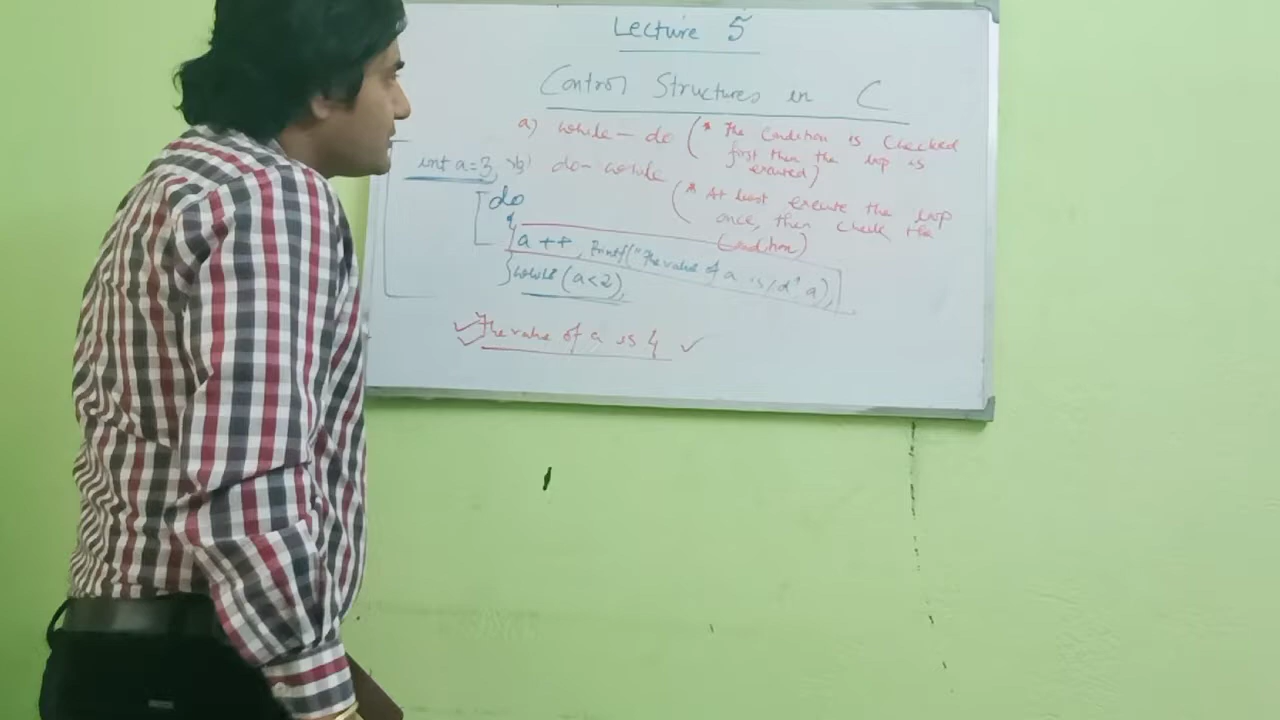 Lecture 5
Control Structures in C
a) while - do (* The Condition is Checked
first then the loop is
int a=3; b) do-while
(* At least execute the loop
do
once, then check the
{
Condition)
a++; Printf("The value of a is %d", a);
} while (a<2);
The value of a is 4